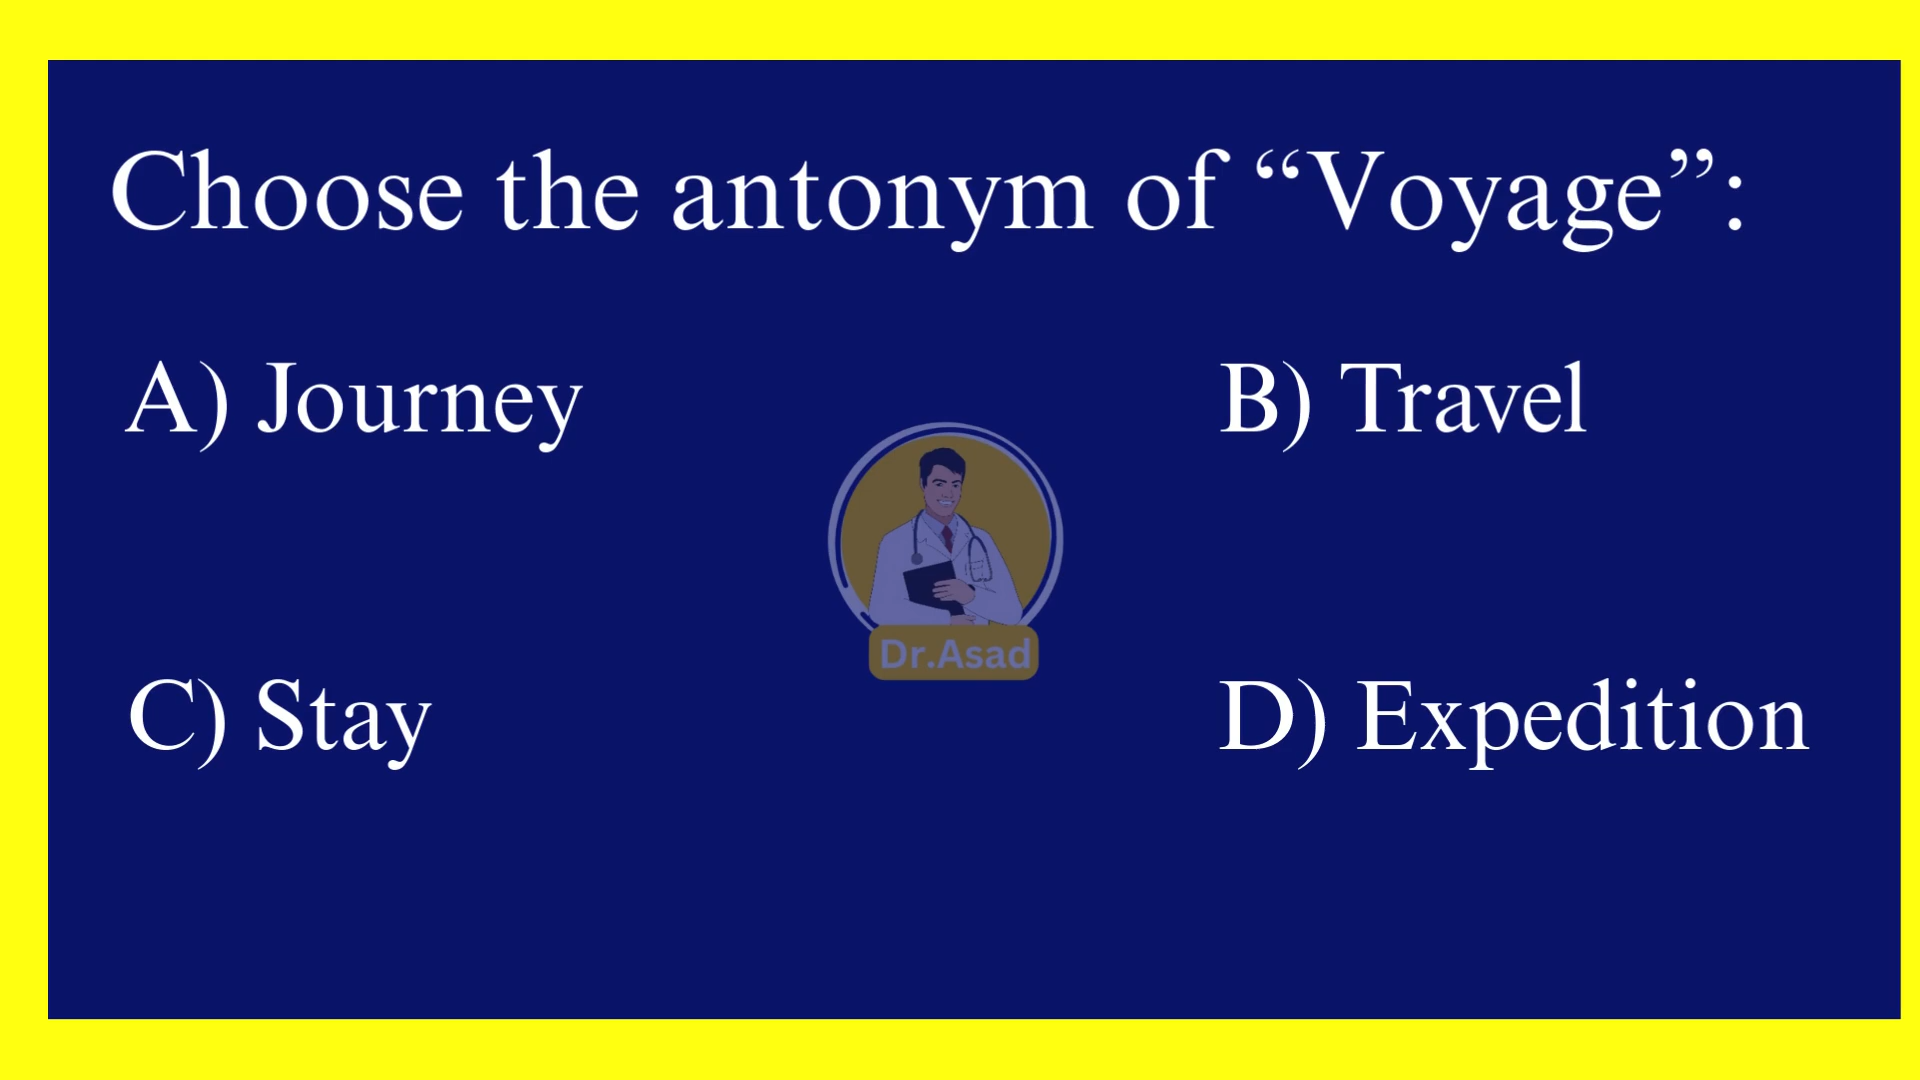 Choose the antonym of “Voyage”:
A) Journey
B) Travel
Dr.Asad
C) Stay
D) Expedition